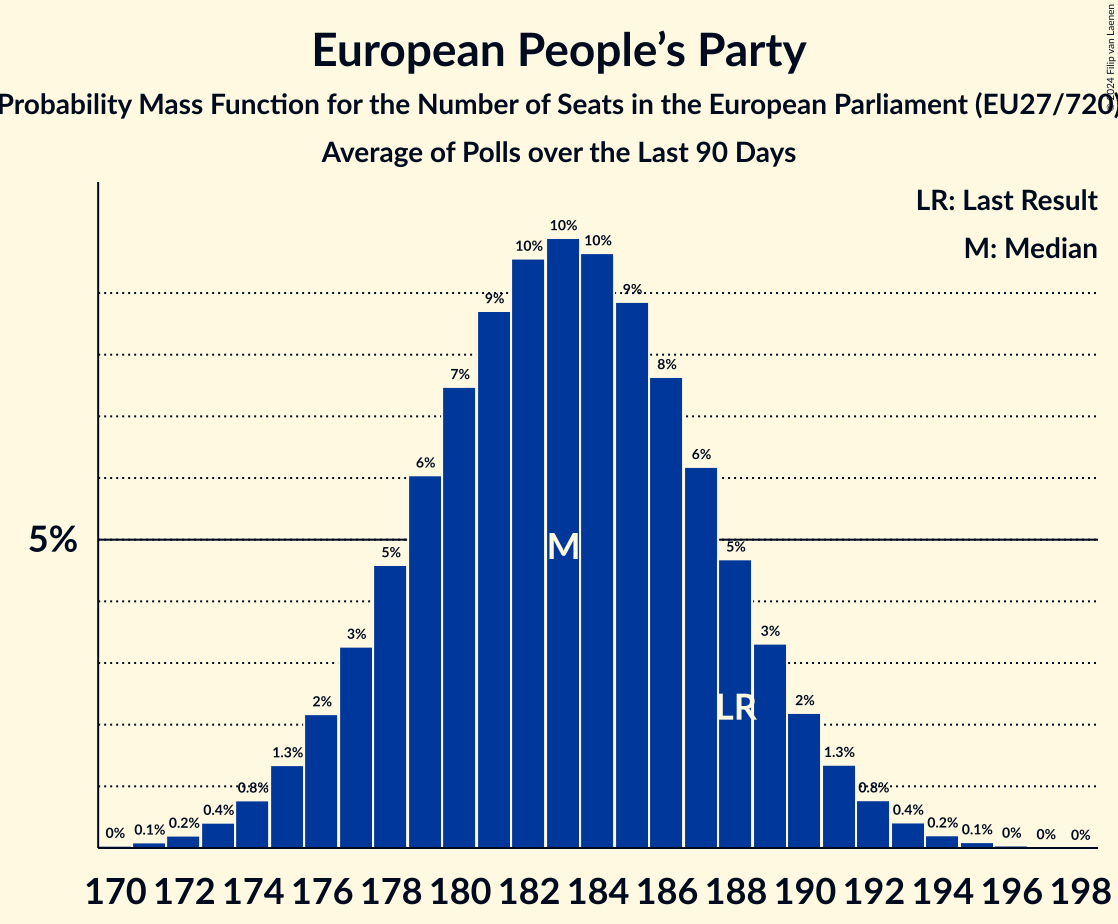 European People’s Party
Probability Mass Function for the Number of Seats in the European Parliament (EU27/720)
Average of Polls over the Last 90 Days
© 2024 Filip van Laenen
LR: Last Result
M: Median
5%
0% 0.1% 0.2% 0.4% 0.8% 1.3% 2% 3% 5% 6% 7% 9% 10% 10% 10% 9% 8% 6% 5% 3% 2% 1.3% 0.8% 0.4% 0.2% 0.1% 0% 0% 0%
M
LR
170 172 174 176 178 180 182 184 186 188 190 192 194 196 198